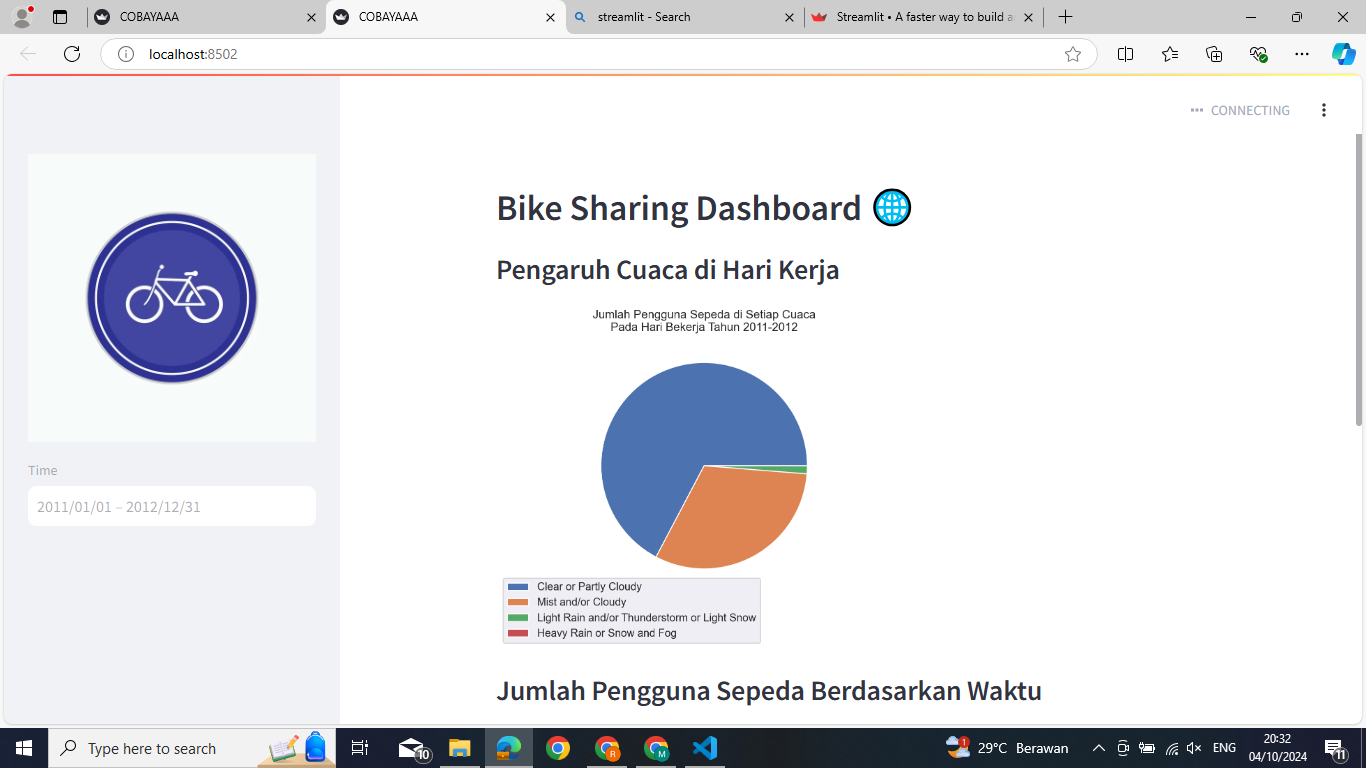 COBAYAAA
COBAYAAA
streamlit - Search
Streamlit • A faster way to build a
localhost:8502
CONNECTING
Bike Sharing Dashboard
Pengaruh Cuaca di Hari Kerja
Jumlah Pengguna Sepeda di Setiap Cuaca
Pada Hari Bekerja Tahun 2011-2012
Time
2011/01/01 – 2012/12/31
Clear or Partly Cloudy
Mist and/or Cloudy
Light Rain and/or Thunderstorm or Light Snow
Heavy Rain or Snow and Fog
Jumlah Pengguna Sepeda Berdasarkan Waktu
Type here to search
10
R
M
1
29°C Berawan
ENG
20:32
04/10/2024
11